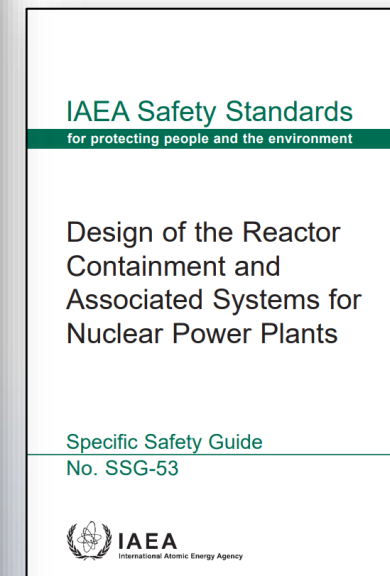 IAEA Safety Standards
for protecting people and the environment
Design of the Reactor
Containment and
Associated Systems for
Nuclear Power Plants
Specific Safety Guide
No. SSG-53
IAEA
International Atomic Energy Agency